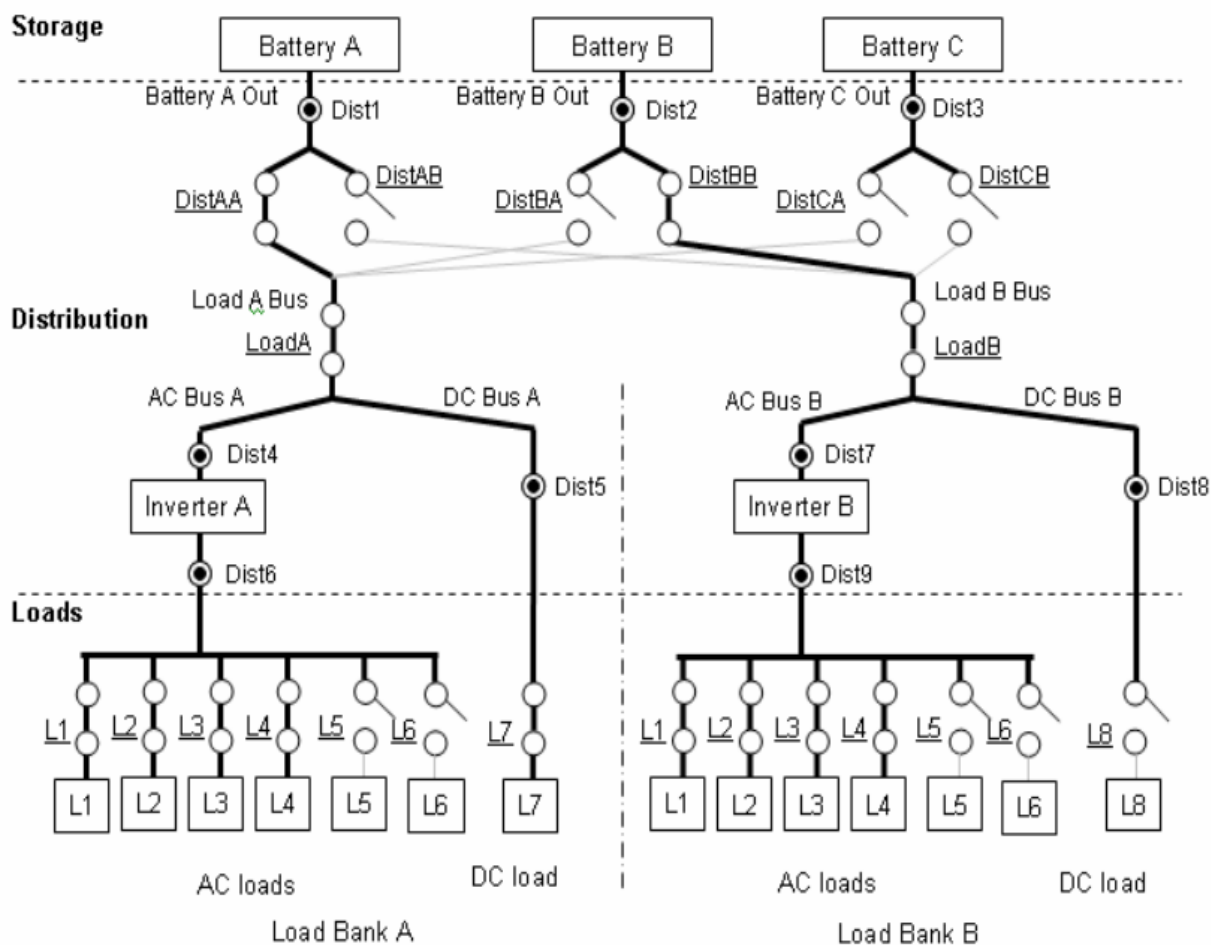 Storage
Battery A
Battery B
Battery C
Battery A Out
Battery B Out
Battery C Out
Dist1
Dist2
Dist3
DistAB
DistBB
DistCB
DistAA
DistBA
DistCA
Load A Bus
Load B Bus
Distribution
LoadA
LoadB
AC Bus A
DC Bus A
AC Bus B
DC Bus B
Dist4
Dist7
Dist5
Dist8
Inverter A
Inverter B
Dist6
Dist9
Loads
L1
L2
L3
L4
L5
L6
L7
L1
L2
L3
L4
L5
L6
L8
L1
L2
L3
L4
L5
L6
L7
L1
L2
L3
L4
L5
L6
L8
AC loads
DC load
AC loads
DC load
Load Bank A
Load Bank B